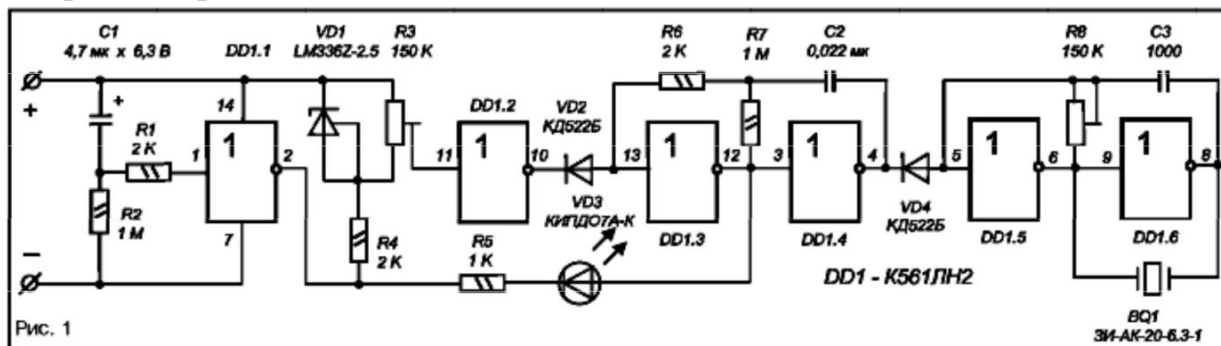 C1
4,7 мк х 6,3 В
DD1.1
VD1
LM336Z-2.5
R3
150 K
R6
2 K
R7
1 M
C2
0,022 мк
R8
150 K
C3
1000
+
+
14
DD1.2
VD2
КД522Б
R1
2 K
1
1
2
11
1
10
13
1
12
3
1
4
5
1
6
9
1
8
R2
1 M
7
R4
2 K
R5
1 K
VD3
КИПДО7А-К
DD1.3
DD1.4
VD4
КД522Б
DD1.5
DD1.6
–
DD1 - К561ЛН2
BQ1
ЗИ-АК-20-6.3-1
Рис. 1